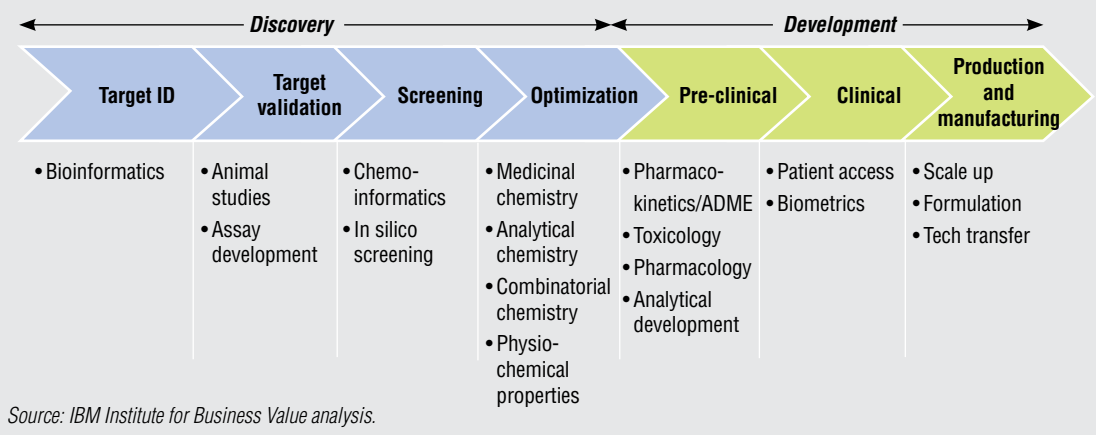 Discovery
Development
Target ID
Target
validation
Screening
Optimization
Pre-clinical
Clinical
Production
and
manufacturing
• Bioinformatics
• Animal
studies
• Assay
development
• Chemo-
informatics
• In silico
screening
• Medicinal
chemistry
• Analytical
chemistry
• Combinatorial
chemistry
• Physio-
chemical
properties
• Pharmaco-
kinetics/ADME
• Toxicology
• Pharmacology
• Analytical
development
• Patient access
• Biometrics
• Scale up
• Formulation
• Tech transfer
Source: IBM Institute for Business Value analysis.